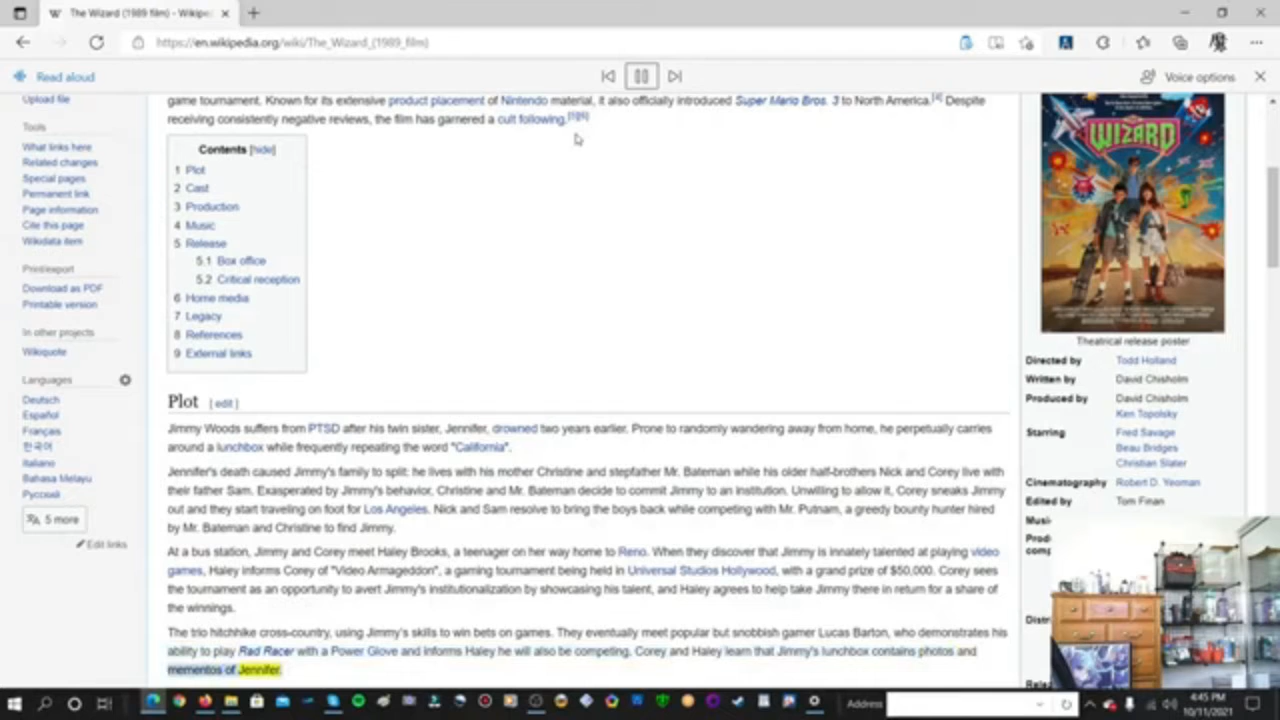 The Wizard (1989 film) - Wikipe
https://en.wikipedia.org/wiki/The_Wizard_(1989_film)
Read aloud
Voice options
Upload file
Tools
What links here
Related changes
Special pages
Permanent link
Page information
Cite this page
Wikidata item
Print/export
Download as PDF
Printable version
In other projects
Wikiquote
Languages
Deutsch
Español
Français
한국어
Italiano
Bahasa Melayu
Русский
5 more
Edit links
game tournament. Known for its extensive product placement of Nintendo material, it also officially introduced Super Mario Bros. 3 to North America.[4] Despite
receiving consistently negative reviews, the film has garnered a cult following.[5][6]
Contents [hide]
1 Plot
2 Cast
3 Production
4 Music
5 Release
5.1 Box office
5.2 Critical reception
6 Home media
7 Legacy
8 References
9 External links
Plot [ edit ]
Jimmy Woods suffers from PTSD after his twin sister, Jennifer, drowned two years earlier. Prone to randomly wandering away from home, he perpetually carries
around a lunchbox while frequently repeating the word "California".
Jennifer's death caused Jimmy's family to split: he lives with his mother Christine and stepfather Mr. Bateman while his older half-brothers Nick and Corey live with
their father Sam. Exasperated by Jimmy's behavior, Christine and Mr. Bateman decide to commit Jimmy to an institution. Unwilling to allow it, Corey sneaks Jimmy
out and they start traveling on foot for Los Angeles. Nick and Sam resolve to bring the boys back while competing with Mr. Putnam, a greedy bounty hunter hired
by Mr. Bateman and Christine to find Jimmy.
At a bus station, Jimmy and Corey meet Haley Brooks, a teenager on her way home to Reno. When they discover that Jimmy is innately talented at playing video
games, Haley informs Corey of "Video Armageddon", a gaming tournament being held in Universal Studios Hollywood, with a grand prize of $50,000. Corey sees
the tournament as an opportunity to avert Jimmy's institutionalization by showcasing his talent, and Haley agrees to help take Jimmy there in return for a share of
the winnings.
The trio hitchhike cross-country, using Jimmy's skills to win bets on games. They eventually meet popular but snobbish gamer Lucas Barton, who demonstrates his
ability to play Rad Racer with a Power Glove and informs Haley he will also be competing. Corey and Haley learn that Jimmy's lunchbox contains photos and
mementos of Jennifer.
WIZARD
Theatrical release poster
Directed by Todd Holland
Written by David Chisholm
Produced by David Chisholm
Ken Topolsky
Starring Fred Savage
Beau Bridges
Christian Slater
Cinematography Robert D. Yeoman
Edited by Tom Finan
Musi
Prod
comp
Distri
Relea
Address
4:45 PM
10/11/2021